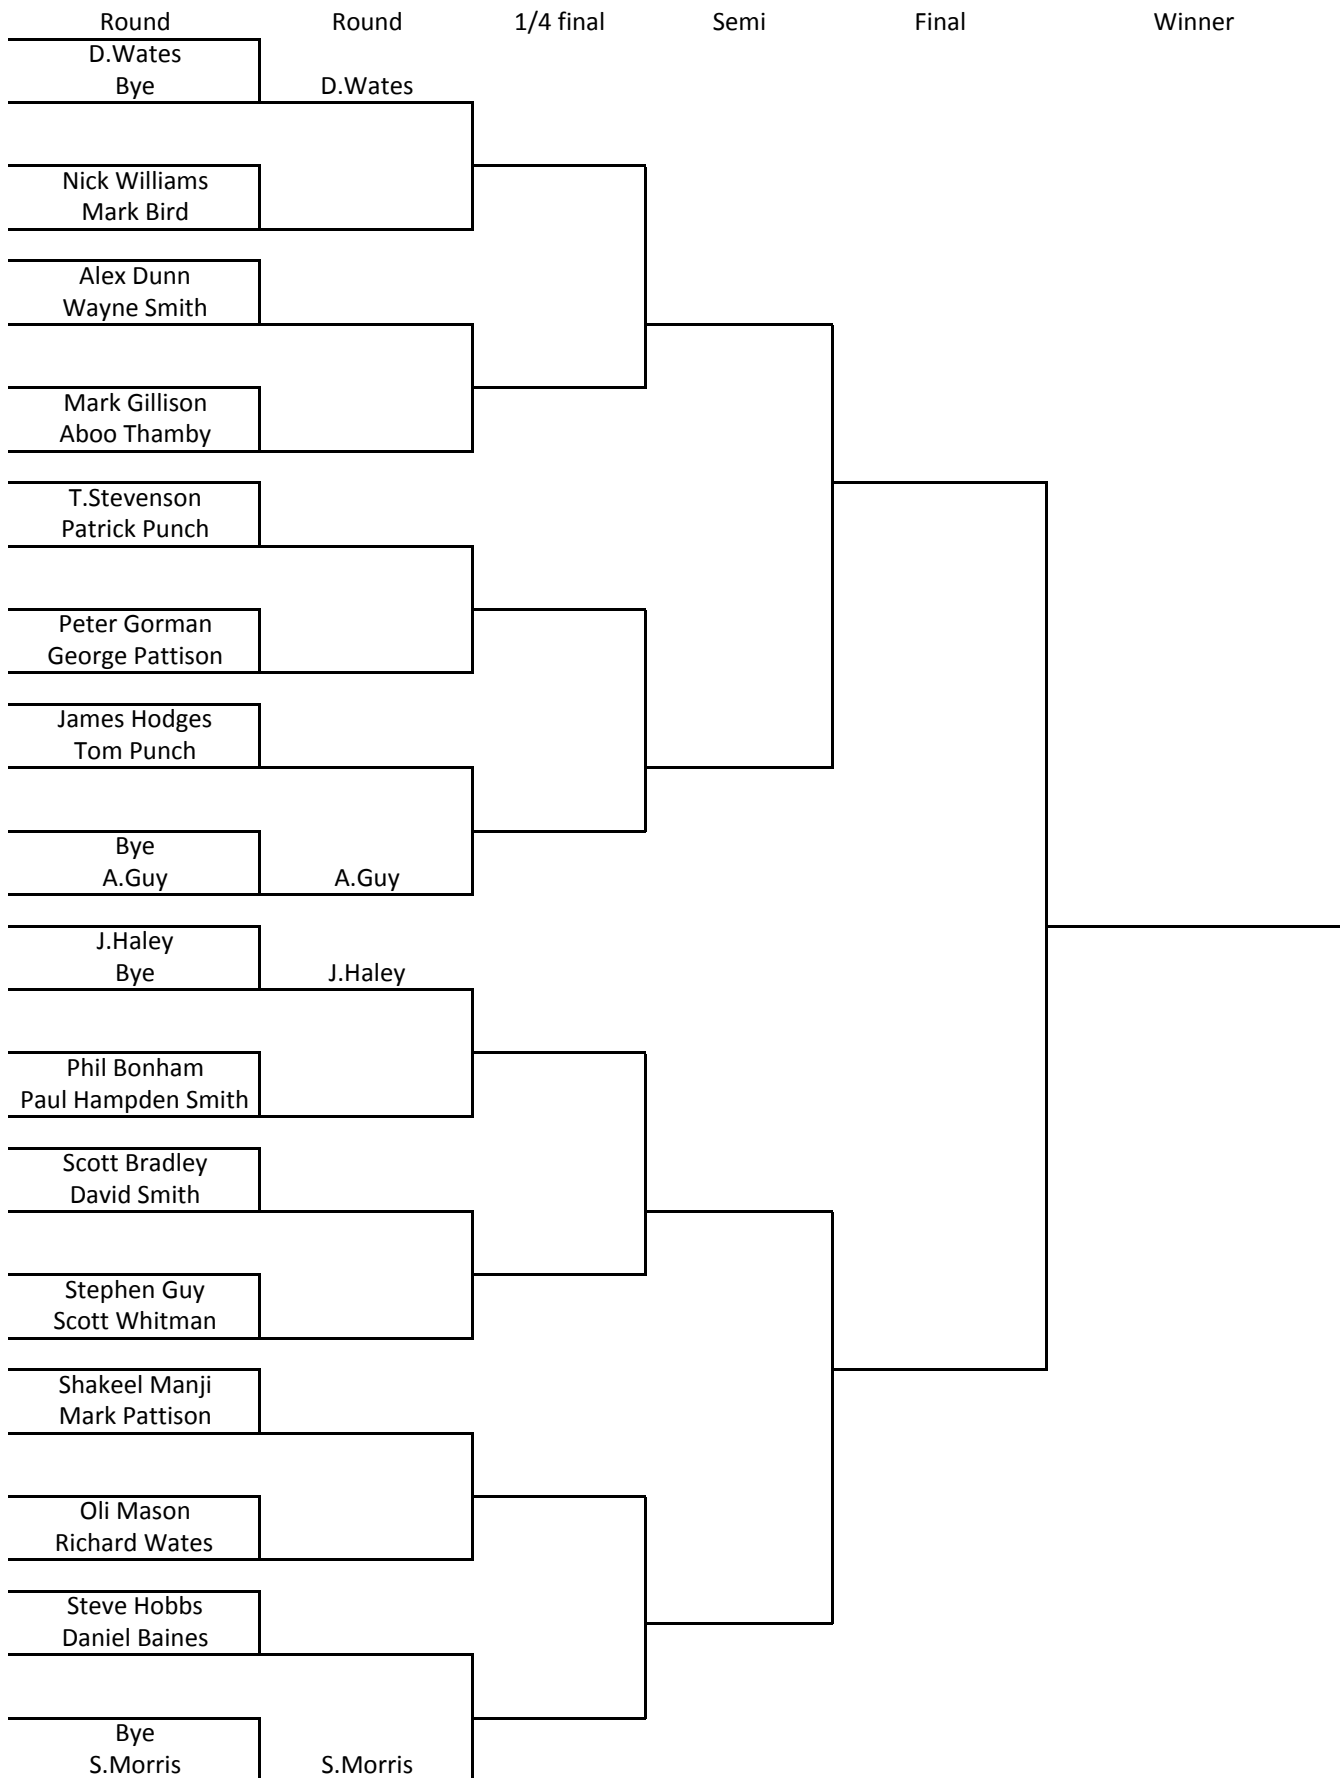 Round Round 1/4 final Semi Final Winner
D.Wates
Bye D.Wates
Nick Williams
Mark Bird
Alex Dunn
Wayne Smith
Mark Gillison
Aboo Thamby
T.Stevenson
Patrick Punch
Peter Gorman
George Pattison
James Hodges
Tom Punch
Bye
A.Guy A.Guy
J.Haley
Bye J.Haley
Phil Bonham
Paul Hampden Smith
Scott Bradley
David Smith
Stephen Guy
Scott Whitman
Shakeel Manji
Mark Pattison
Oli Mason
Richard Wates
Steve Hobbs
Daniel Baines
Bye
S.Morris S.Morris